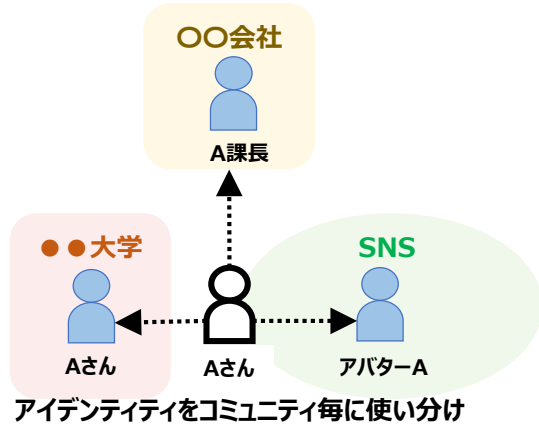 〇〇会社
A課長
●●大学
SNS
Aさん
Aさん
アバターA
アイデンティティをコミュニティ毎に使い分け